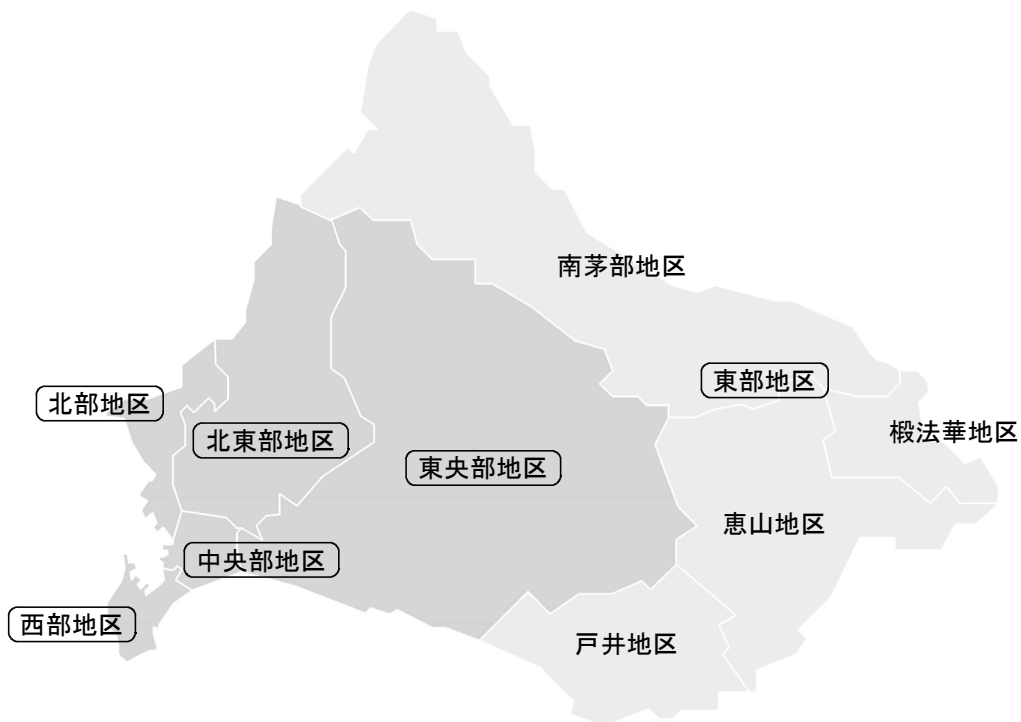 南茅部地区
東部地区
北部地区
北東部地区
椴法華地区
東央部地区
恵山地区
中央部地区
西部地区
戸井地区